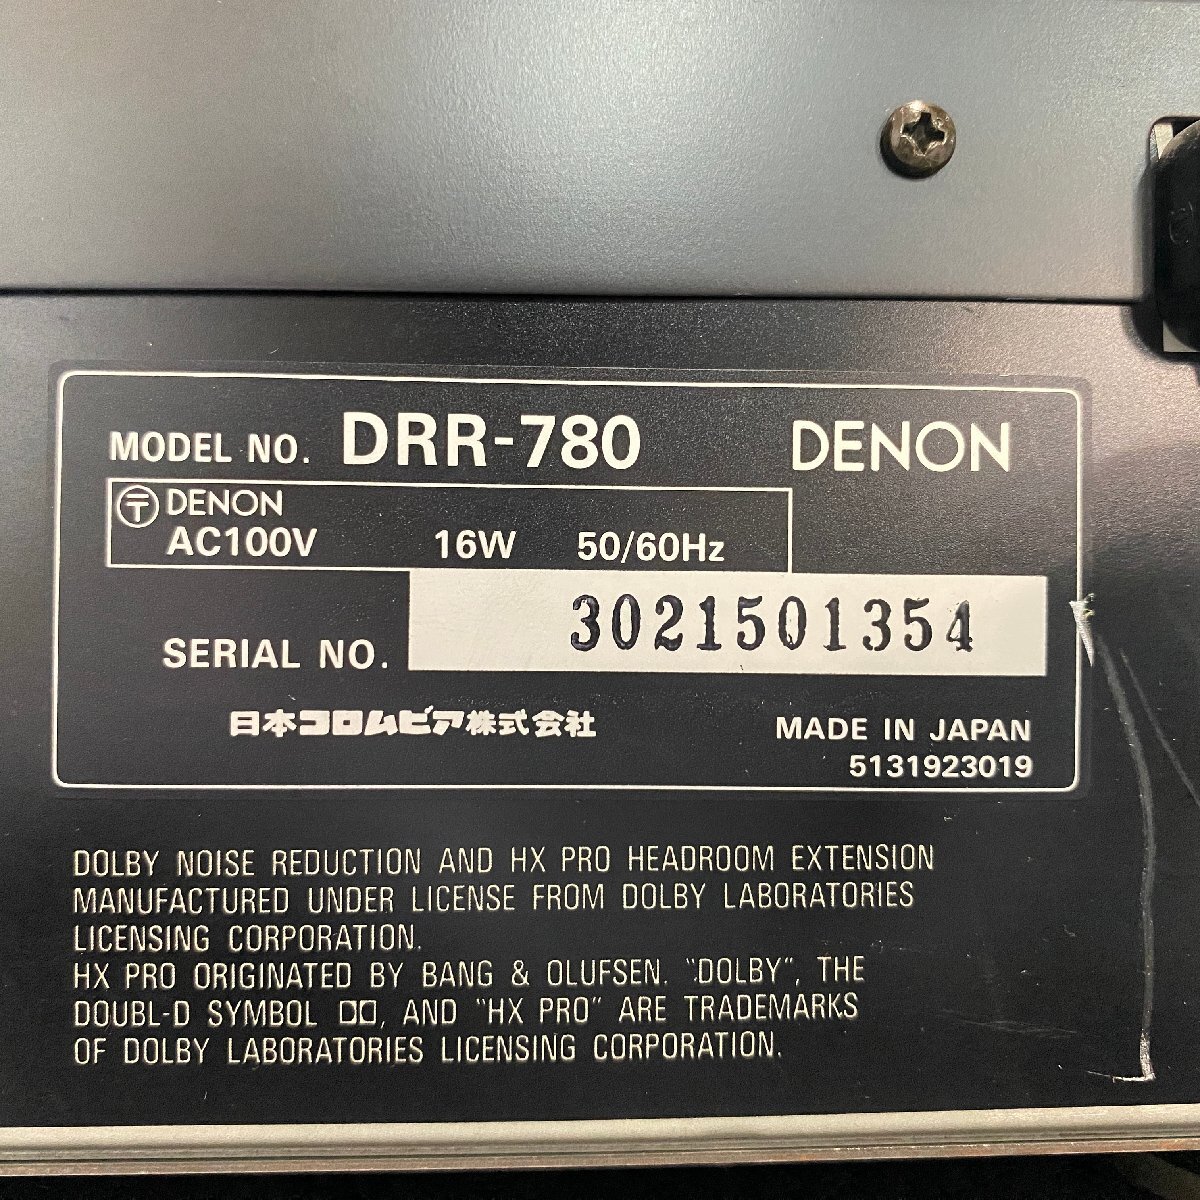 MODEL NO. DRR-780 DENON
〒 DENON
AC100V 16W 50/60Hz
SERIAL NO. 3021501354
日本コロムビア株式会社 MADE IN JAPAN
5131923019
DOLBY NOISE REDUCTION AND HX PRO HEADROOM EXTENSION
MANUFACTURED UNDER LICENSE FROM DOLBY LABORATORIES
LICENSING CORPORATION.
HX PRO ORIGINATED BY BANG & OLUFSEN. "DOLBY", THE
DOUBL-D SYMBOL, AND "HX PRO" ARE TRADEMARKS
OF DOLBY LABORATORIES LICENSING CORPORATION.